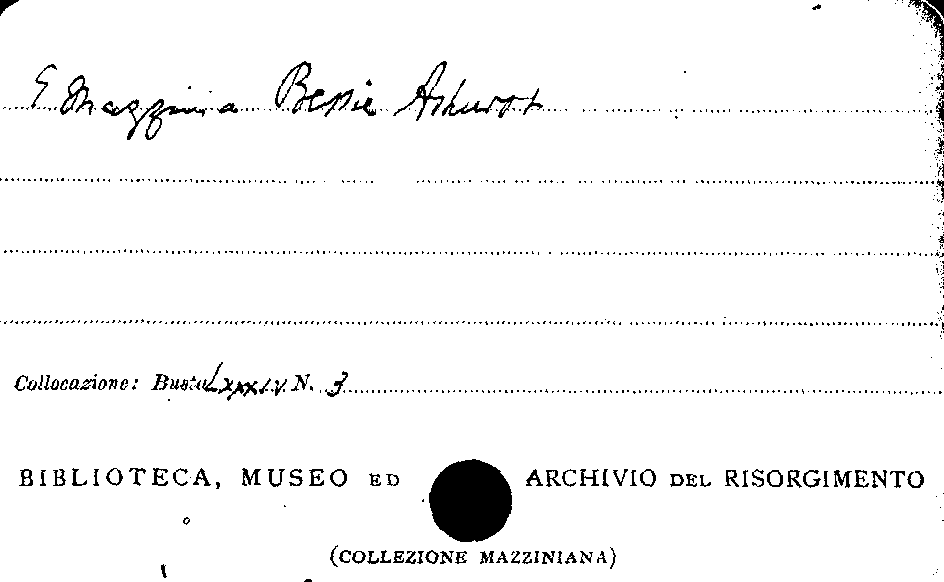 G Mazzini a Bessie Ashurst
Collocazione: Busta LXXXIV N. 3
BIBLIOTECA, MUSEO ED ARCHIVIO DEL RISORGIMENTO
(COLLEZIONE MAZZINIANA)